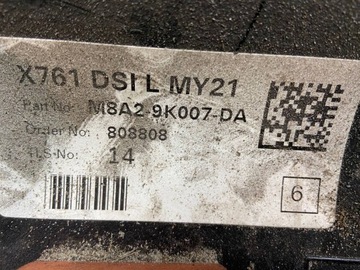 X761 DSI L MY21
Part No: M8A2-9K007-DA
Order No: 808808
TLS-No: 14
6